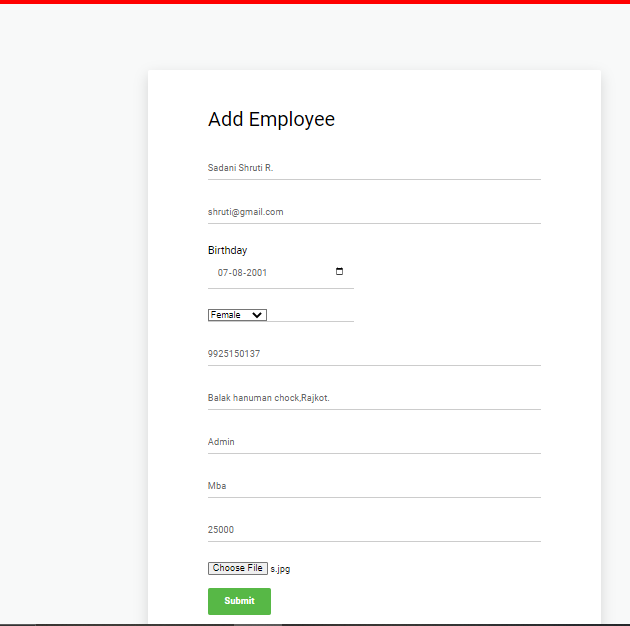 Add Employee
Sadani Shruti R.
shruti@gmail.com
Birthday
07-08-2001
Female
9925150137
Balak hanuman chock,Rajkot.
Admin
Mba
25000
Choose File s.jpg
Submit